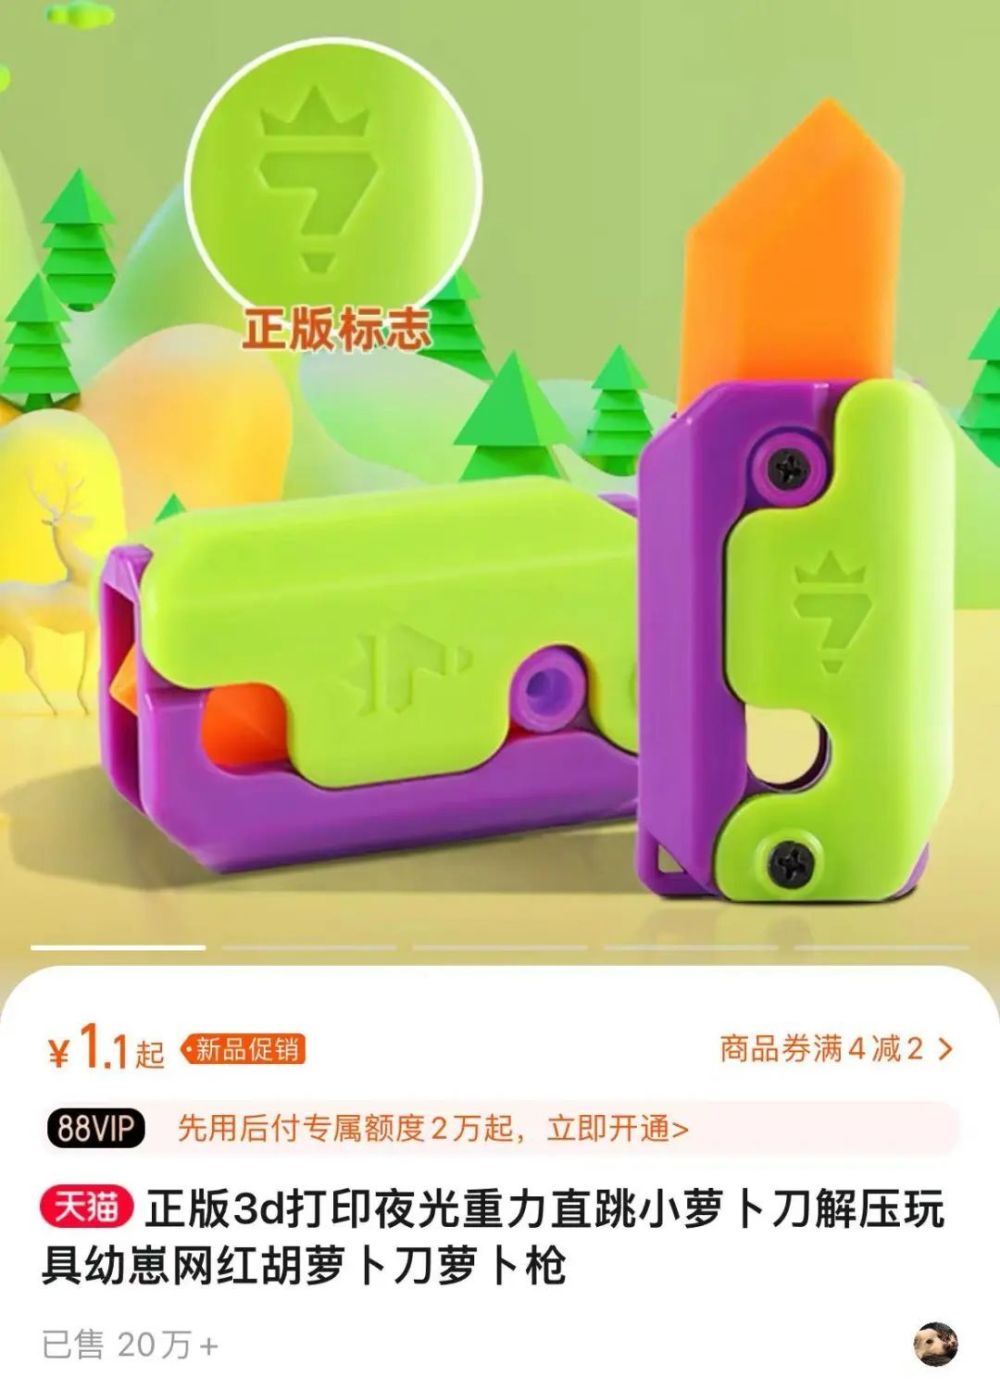 正版标志
¥1.1起 新品促销 商品券满4减2 >
88VIP 先用后付专属额度2万起，立即开通>
天猫 正版3d打印夜光重力直跳小萝卜刀解压玩
具幼崽网红胡萝卜刀萝卜枪
已售 20万+